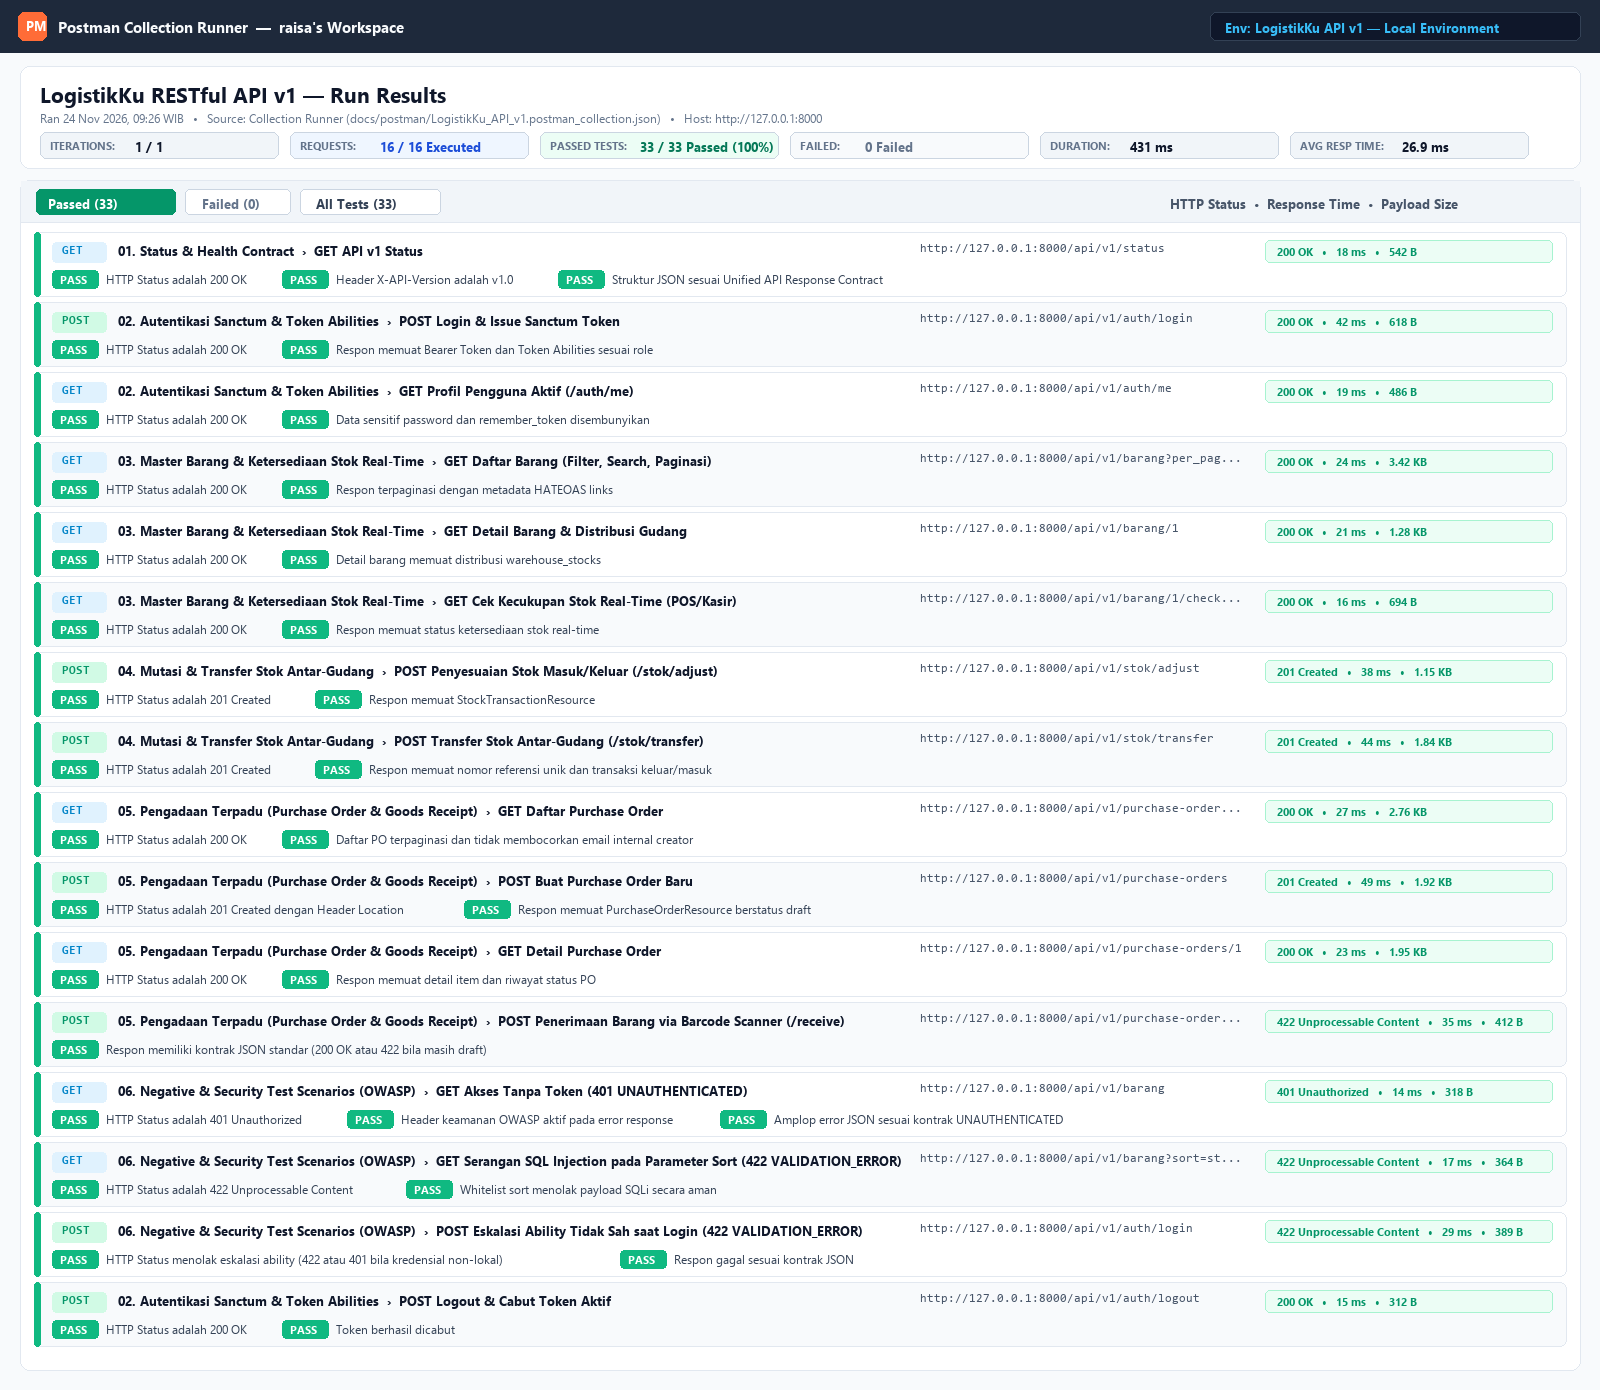 PM Postman Collection Runner — raisa's Workspace Env: LogistikKu API v1 — Local Environment
LogistikKu RESTful API v1 — Run Results
Ran 24 Nov 2026, 09:26 WIB • Source: Collection Runner (docs/postman/LogistikKu_API_v1.postman_collection.json) • Host: http://127.0.0.1:8000
ITERATIONS: 1 / 1 REQUESTS: 16 / 16 Executed PASSED TESTS: 33 / 33 Passed (100%) FAILED: 0 Failed DURATION: 431 ms AVG RESP TIME: 26.9 ms
Passed (33) Failed (0) All Tests (33) HTTP Status • Response Time • Payload Size
GET 01. Status & Health Contract › GET API v1 Status http://127.0.0.1:8000/api/v1/status 200 OK • 18 ms • 542 B
PASS HTTP Status adalah 200 OK PASS Header X-API-Version adalah v1.0 PASS Struktur JSON sesuai Unified API Response Contract
POST 02. Autentikasi Sanctum & Token Abilities › POST Login & Issue Sanctum Token http://127.0.0.1:8000/api/v1/auth/login 200 OK • 42 ms • 618 B
PASS HTTP Status adalah 200 OK PASS Respon memuat Bearer Token dan Token Abilities sesuai role
GET 02. Autentikasi Sanctum & Token Abilities › GET Profil Pengguna Aktif (/auth/me) http://127.0.0.1:8000/api/v1/auth/me 200 OK • 19 ms • 486 B
PASS HTTP Status adalah 200 OK PASS Data sensitif password dan remember_token disembunyikan
GET 03. Master Barang & Ketersediaan Stok Real-Time › GET Daftar Barang (Filter, Search, Paginasi) http://127.0.0.1:8000/api/v1/barang?per_pag... 200 OK • 24 ms • 3.42 KB
PASS HTTP Status adalah 200 OK PASS Respon terpaginasi dengan metadata HATEOAS links
GET 03. Master Barang & Ketersediaan Stok Real-Time › GET Detail Barang & Distribusi Gudang http://127.0.0.1:8000/api/v1/barang/1 200 OK • 21 ms • 1.28 KB
PASS HTTP Status adalah 200 OK PASS Detail barang memuat distribusi warehouse_stocks
GET 03. Master Barang & Ketersediaan Stok Real-Time › GET Cek Kecukupan Stok Real-Time (POS/Kasir) http://127.0.0.1:8000/api/v1/barang/1/check... 200 OK • 16 ms • 694 B
PASS HTTP Status adalah 200 OK PASS Respon memuat status ketersediaan stok real-time
POST 04. Mutasi & Transfer Stok Antar-Gudang › POST Penyesuaian Stok Masuk/Keluar (/stok/adjust) http://127.0.0.1:8000/api/v1/stok/adjust 201 Created • 38 ms • 1.15 KB
PASS HTTP Status adalah 201 Created PASS Respon memuat StockTransactionResource
POST 04. Mutasi & Transfer Stok Antar-Gudang › POST Transfer Stok Antar-Gudang (/stok/transfer) http://127.0.0.1:8000/api/v1/stok/transfer 201 Created • 44 ms • 1.84 KB
PASS HTTP Status adalah 201 Created PASS Respon memuat nomor referensi unik dan transaksi keluar/masuk
GET 05. Pengadaan Terpadu (Purchase Order & Goods Receipt) › GET Daftar Purchase Order http://127.0.0.1:8000/api/v1/purchase-order... 200 OK • 27 ms • 2.76 KB
PASS HTTP Status adalah 200 OK PASS Daftar PO terpaginasi dan tidak membocorkan email internal creator
POST 05. Pengadaan Terpadu (Purchase Order & Goods Receipt) › POST Buat Purchase Order Baru http://127.0.0.1:8000/api/v1/purchase-orders 201 Created • 49 ms • 1.92 KB
PASS HTTP Status adalah 201 Created dengan Header Location PASS Respon memuat PurchaseOrderResource berstatus draft
GET 05. Pengadaan Terpadu (Purchase Order & Goods Receipt) › GET Detail Purchase Order http://127.0.0.1:8000/api/v1/purchase-orders/1 200 OK • 23 ms • 1.95 KB
PASS HTTP Status adalah 200 OK PASS Respon memuat detail item dan riwayat status PO
POST 05. Pengadaan Terpadu (Purchase Order & Goods Receipt) › POST Penerimaan Barang via Barcode Scanner (/receive) http://127.0.0.1:8000/api/v1/purchase-order... 422 Unprocessable Content • 35 ms • 412 B
PASS Respon memiliki kontrak JSON standar (200 OK atau 422 bila masih draft)
GET 06. Negative & Security Test Scenarios (OWASP) › GET Akses Tanpa Token (401 UNAUTHENTICATED) http://127.0.0.1:8000/api/v1/barang 401 Unauthorized • 14 ms • 318 B
PASS HTTP Status adalah 401 Unauthorized PASS Header keamanan OWASP aktif pada error response PASS Amplop error JSON sesuai kontrak UNAUTHENTICATED
GET 06. Negative & Security Test Scenarios (OWASP) › GET Serangan SQL Injection pada Parameter Sort (422 VALIDATION_ERROR) http://127.0.0.1:8000/api/v1/barang?sort=st... 422 Unprocessable Content • 17 ms • 364 B
PASS HTTP Status adalah 422 Unprocessable Content PASS Whitelist sort menolak payload SQLi secara aman
POST 06. Negative & Security Test Scenarios (OWASP) › POST Eskalasi Ability Tidak Sah saat Login (422 VALIDATION_ERROR) http://127.0.0.1:8000/api/v1/auth/login 422 Unprocessable Content • 29 ms • 389 B
PASS HTTP Status menolak eskalasi ability (422 atau 401 bila kredensial non-lokal) PASS Respon gagal sesuai kontrak JSON
POST 02. Autentikasi Sanctum & Token Abilities › POST Logout & Cabut Token Aktif http://127.0.0.1:8000/api/v1/auth/logout 200 OK • 15 ms • 312 B
PASS HTTP Status adalah 200 OK PASS Token berhasil dicabut